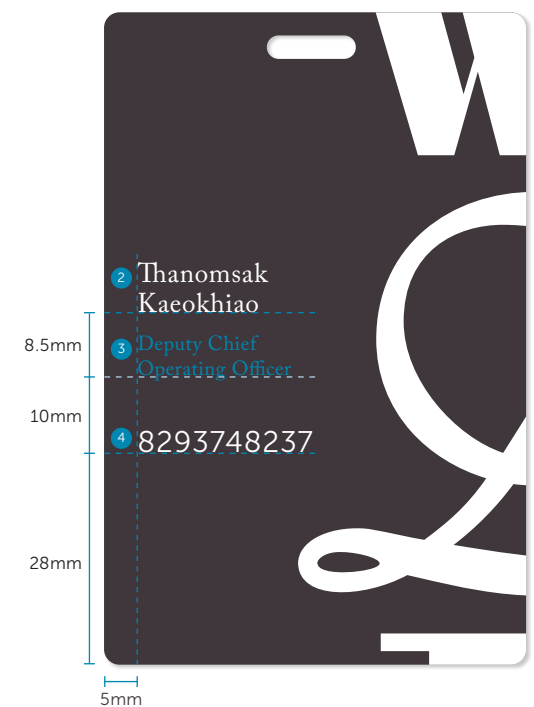 W
2 Thanomsak
Kaeokhiao
8.5mm
3 Deputy Chief
Operating Officer
10mm
4 8293748237
28mm
5mm